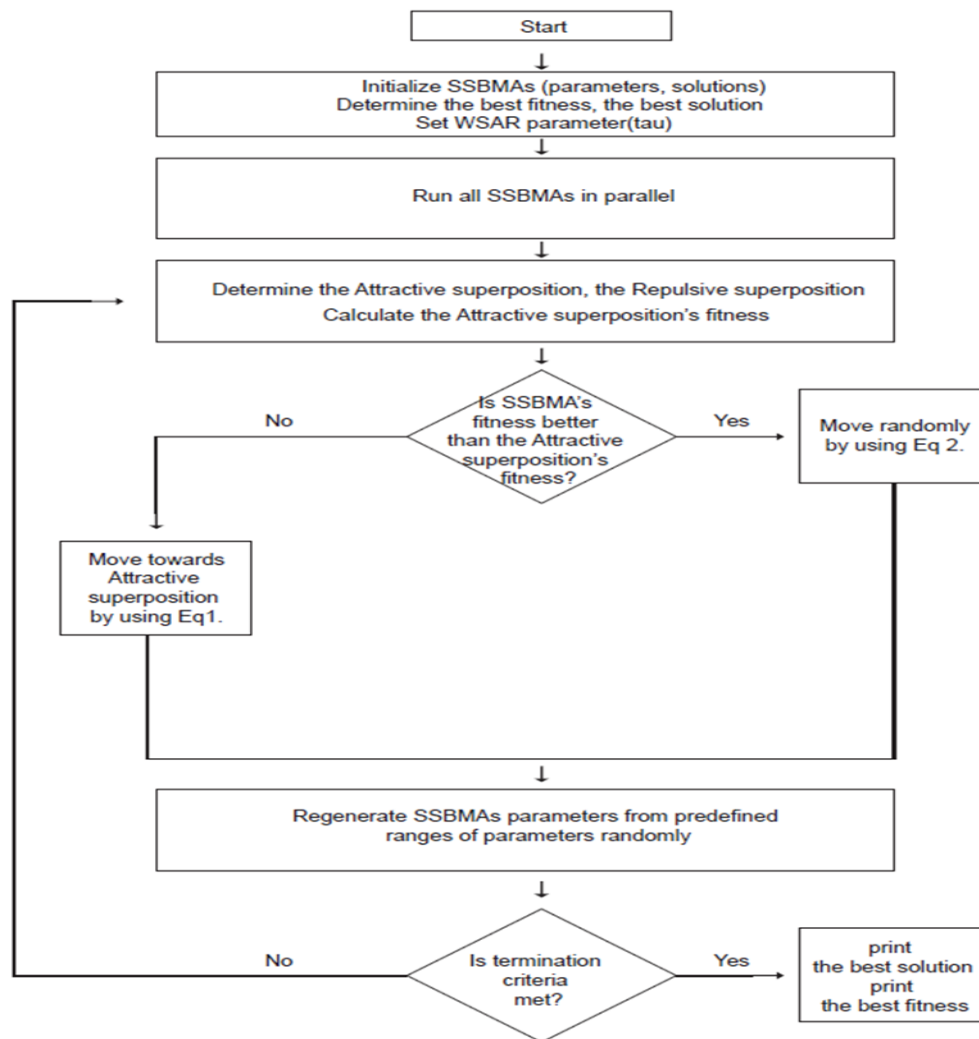 Start
Initialize SSBMAs (parameters, solutions)
Determine the best fitness, the best solution
Set WSAR parameter(tau)
Run all SSBMAs in parallel
Determine the Attractive superposition, the Repulsive superposition
Calculate the Attractive superposition's fitness
Is SSBMA's
fitness better
than the Attractive
superposition's
fitness?
No
Yes
Move randomly
by using Eq 2.
Move towards
Attractive
superposition
by using Eq1.
Regenerate SSBMAs parameters from predefined
ranges of parameters randomly
Is termination
criteria
met?
No
Yes
print
the best solution
print
the best fitness